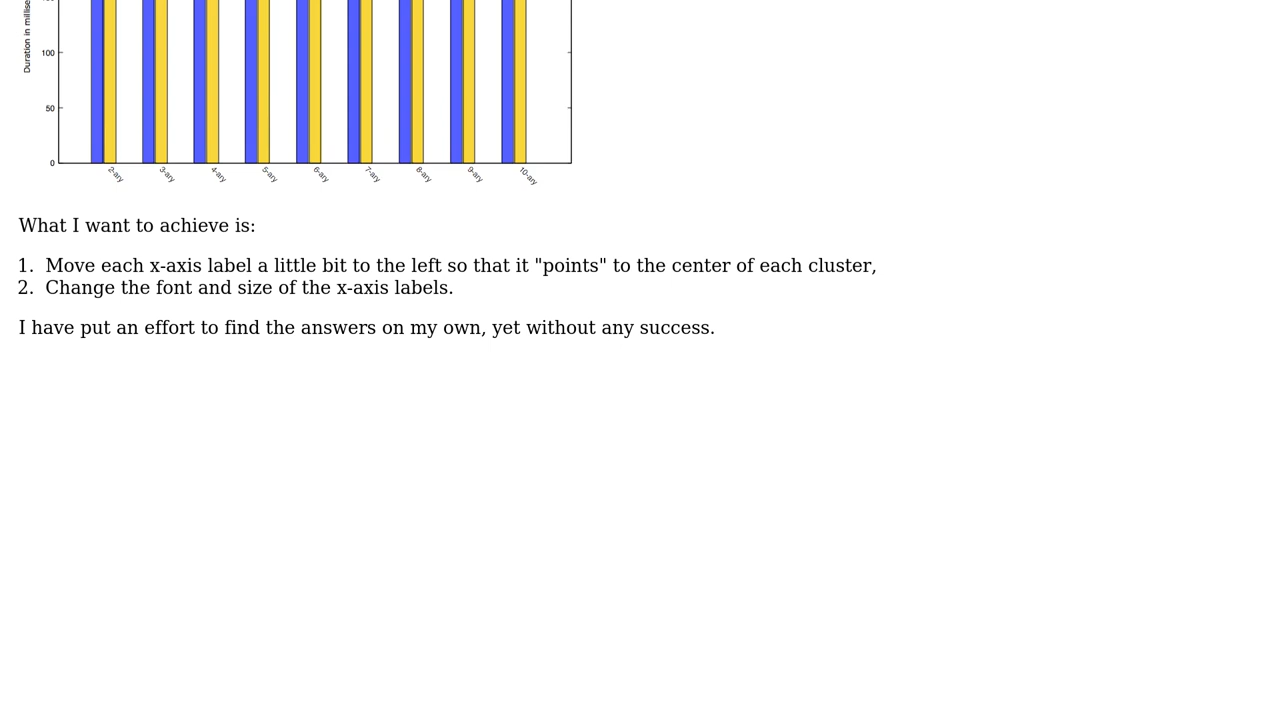 Duration in millise
100
50
0
2-ary 3-ary 4-ary 5-ary 6-ary 7-ary 8-ary 9-ary 10-ary
What I want to achieve is:
1. Move each x-axis label a little bit to the left so that it "points" to the center of each cluster,
2. Change the font and size of the x-axis labels.
I have put an effort to find the answers on my own, yet without any success.